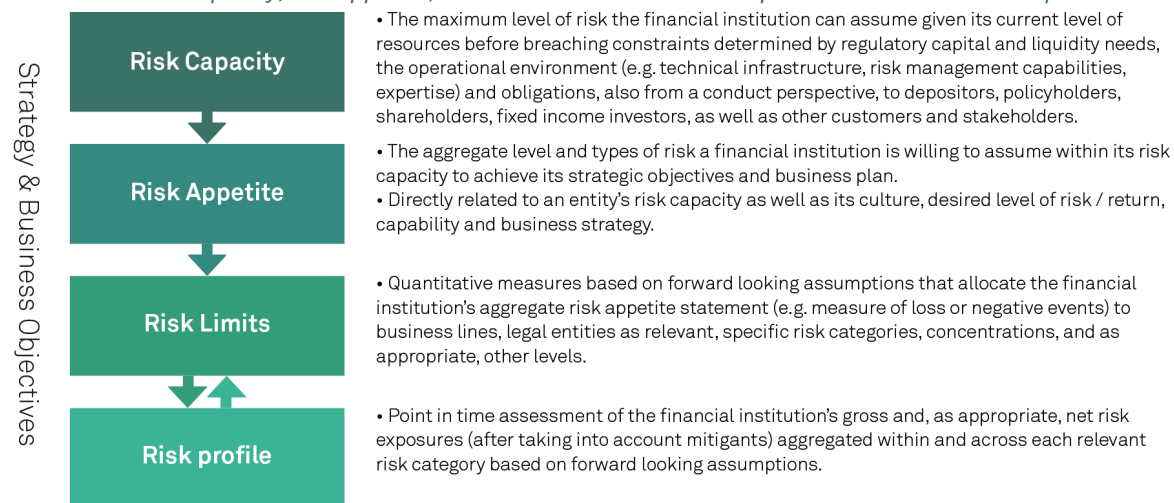 Strategy & Business Objectives
Risk Capacity
• The maximum level of risk the financial institution can assume given its current level of
resources before breaching constraints determined by regulatory capital and liquidity needs,
the operational environment (e.g. technical infrastructure, risk management capabilities,
expertise) and obligations, also from a conduct perspective, to depositors, policyholders,
shareholders, fixed income investors, as well as other customers and stakeholders.
Risk Appetite
• The aggregate level and types of risk a financial institution is willing to assume within its risk
capacity to achieve its strategic objectives and business plan.
• Directly related to an entity's risk capacity as well as its culture, desired level of risk / return,
capability and business strategy.
Risk Limits
• Quantitative measures based on forward looking assumptions that allocate the financial
institution's aggregate risk appetite statement (e.g. measure of loss or negative events) to
business lines, legal entities as relevant, specific risk categories, concentrations, and as
appropriate, other levels.
Risk profile
• Point in time assessment of the financial institution's gross and, as appropriate, net risk
exposures (after taking into account mitigants) aggregated within and across each relevant
risk category based on forward looking assumptions.